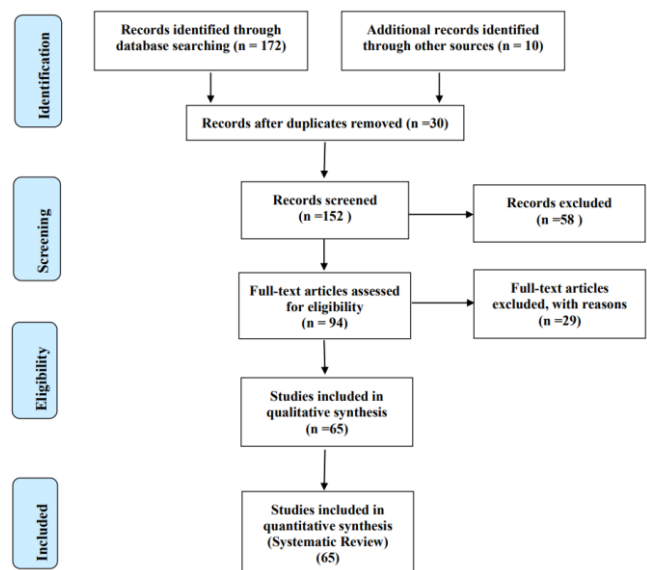 Identification
Records identified through
database searching (n = 172)
Additional records identified
through other sources (n = 10)
Records after duplicates removed (n =30)
Screening
Records screened
(n =152 )
Records excluded
(n =58 )
Full-text articles assessed
for eligibility
(n = 94)
Full-text articles
excluded, with reasons
(n =29)
Eligibility
Studies included in
qualitative synthesis
(n =65)
Included
Studies included in
quantitative synthesis
(Systematic Review)
(65)